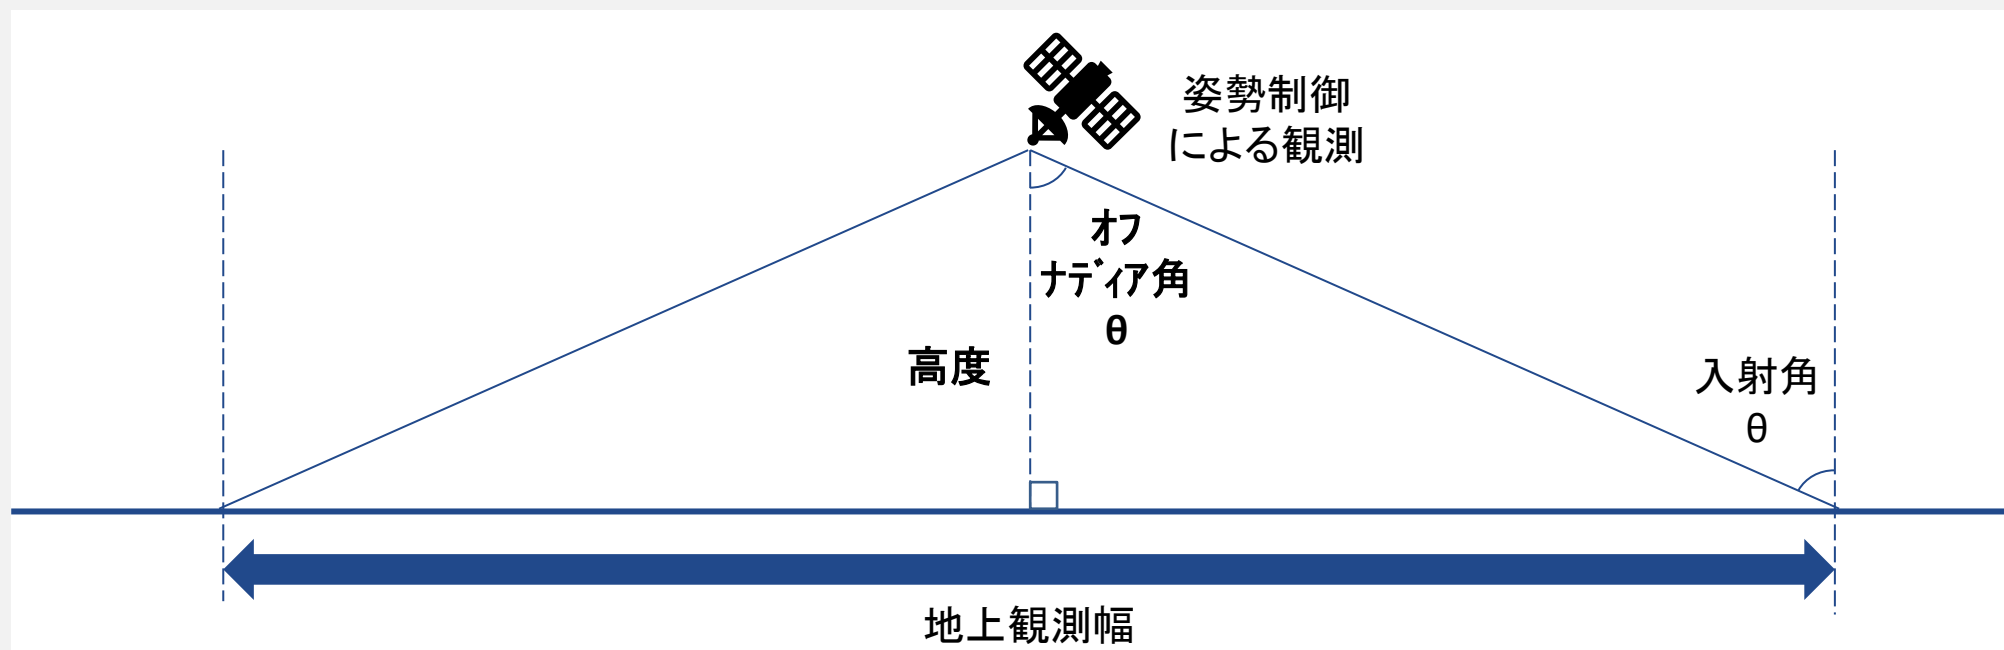 姿勢制御
による観測
オフ
ナディア角
θ
高度
入射角
θ
地上観測幅